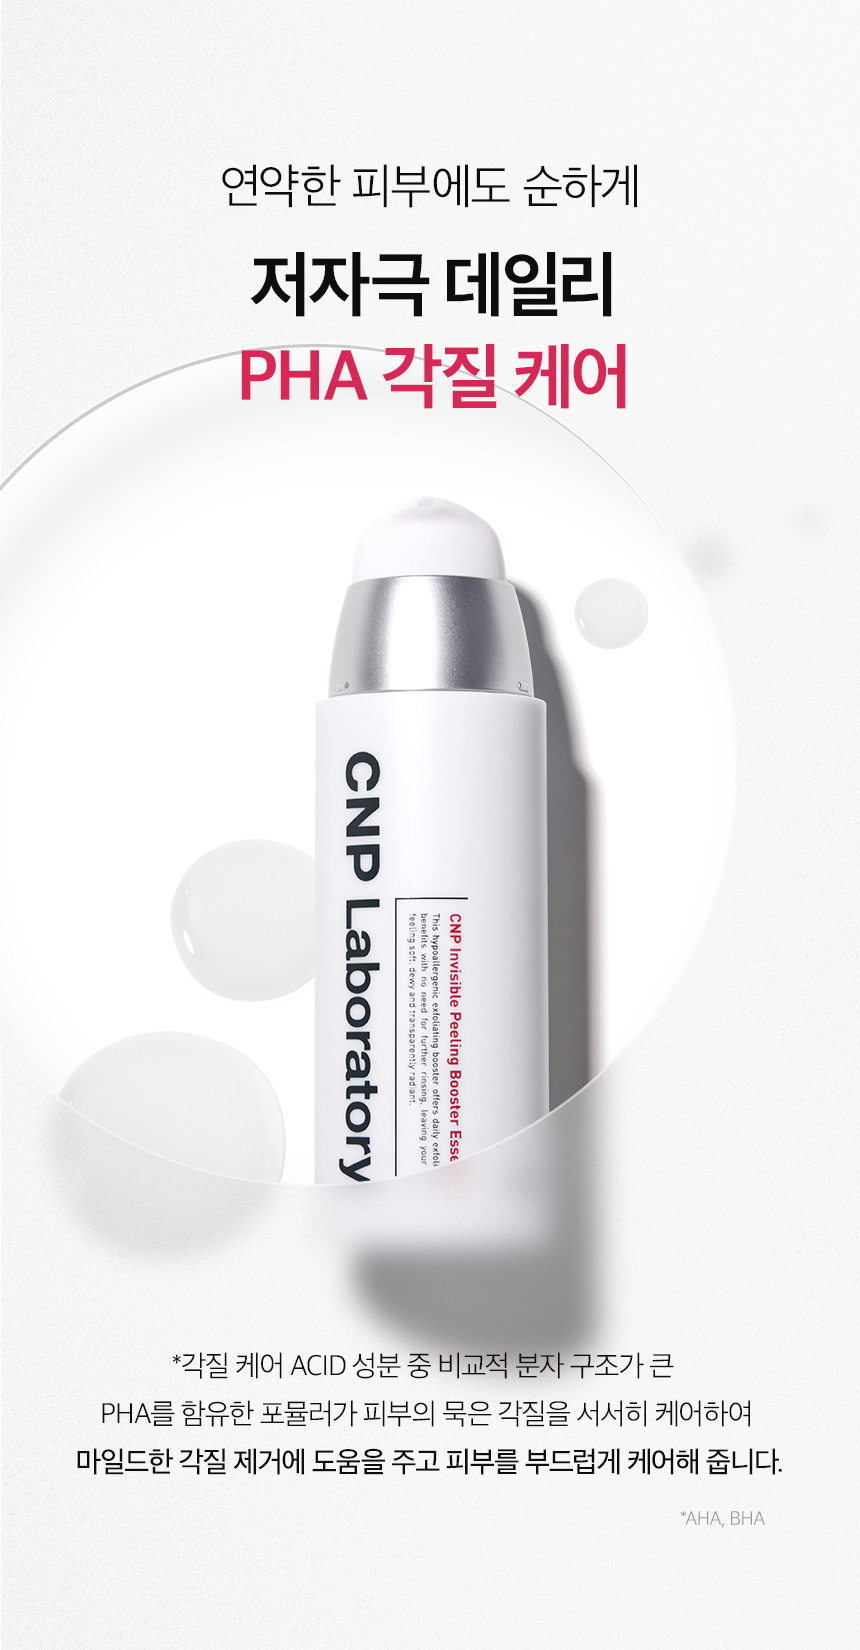 연약한 피부에도 순하게
저자극 데일리
PHA 각질 케어
CNP Laboratory
CNP Invisible Peeling Booster
This hypoallergenic exfoliating booster offers daily
benefits with no need for further rinsing, leaving your
feeling soft, dewy and transparently radiant.
*각질 케어 ACID 성분 중 비교적 분자 구조가 큰
PHA를 함유한 포뮬러가 피부의 묵은 각질을 서서히 케어하여
마일드한 각질 제거에 도움을 주고 피부를 부드럽게 케어해 줍니다.
*AHA, BHA